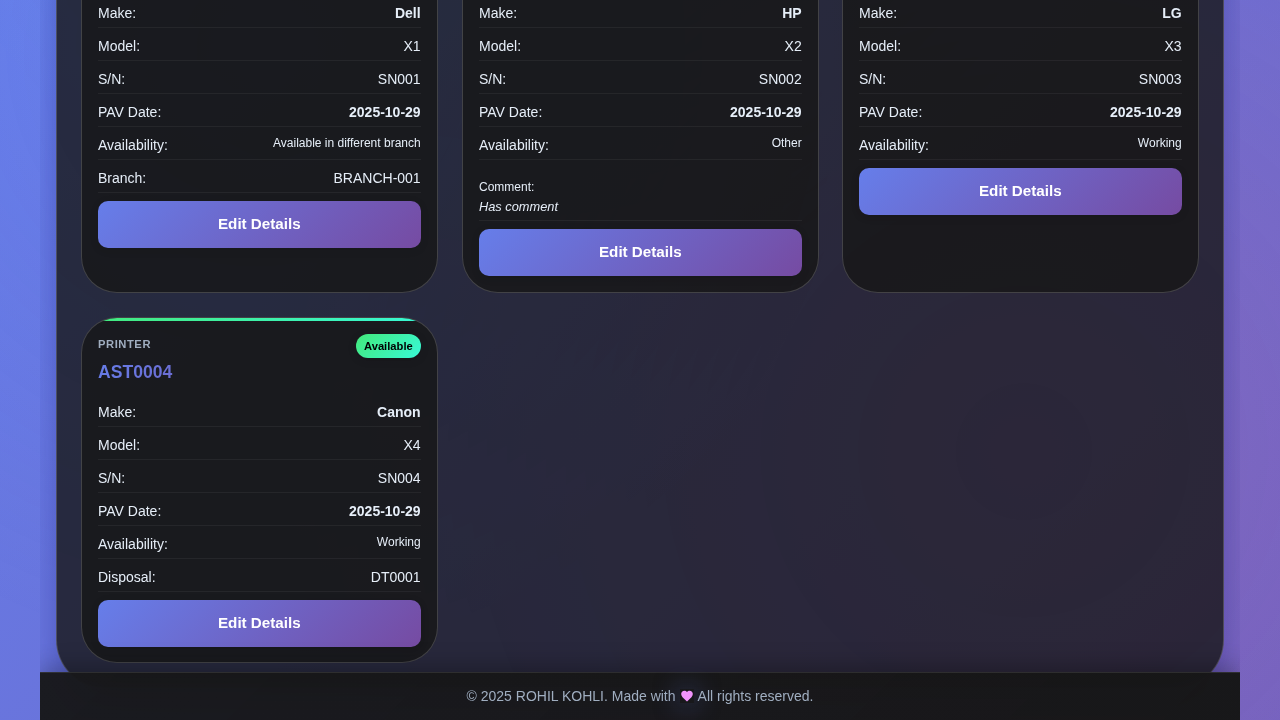 Make: Dell
Model: X1
S/N: SN001
PAV Date: 2025-10-29
Availability: Available in different branch
Branch: BRANCH-001
Edit Details
Make: HP
Model: X2
S/N: SN002
PAV Date: 2025-10-29
Availability: Other
Comment:
Has comment
Edit Details
Make: LG
Model: X3
S/N: SN003
PAV Date: 2025-10-29
Availability: Working
Edit Details
PRINTER Available
AST0004
Make: Canon
Model: X4
S/N: SN004
PAV Date: 2025-10-29
Availability: Working
Disposal: DT0001
Edit Details
© 2025 ROHIL KOHLI. Made with 💜 All rights reserved.